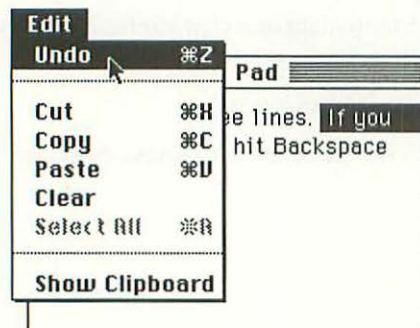 Edit
Undo ⌘Z
Pad
Cut ⌘X
Copy ⌘C
Paste ⌘V
Clear
Select All ⌘A
Show Clipboard
ee lines. If you
hit Backspace